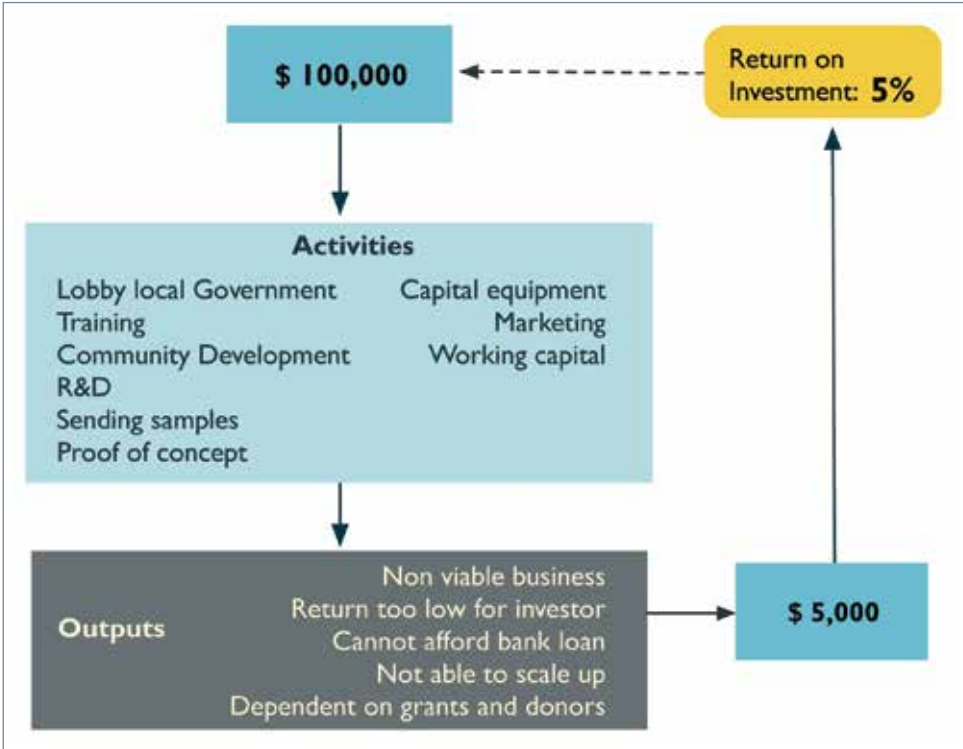 $ 100,000
Return on
Investment: 5%
Activities
Lobby local Government
Training
Community Development
R&D
Sending samples
Proof of concept
Capital equipment
Marketing
Working capital
Outputs
Non viable business
Return too low for investor
Cannot afford bank loan
Not able to scale up
Dependent on grants and donors
$ 5,000